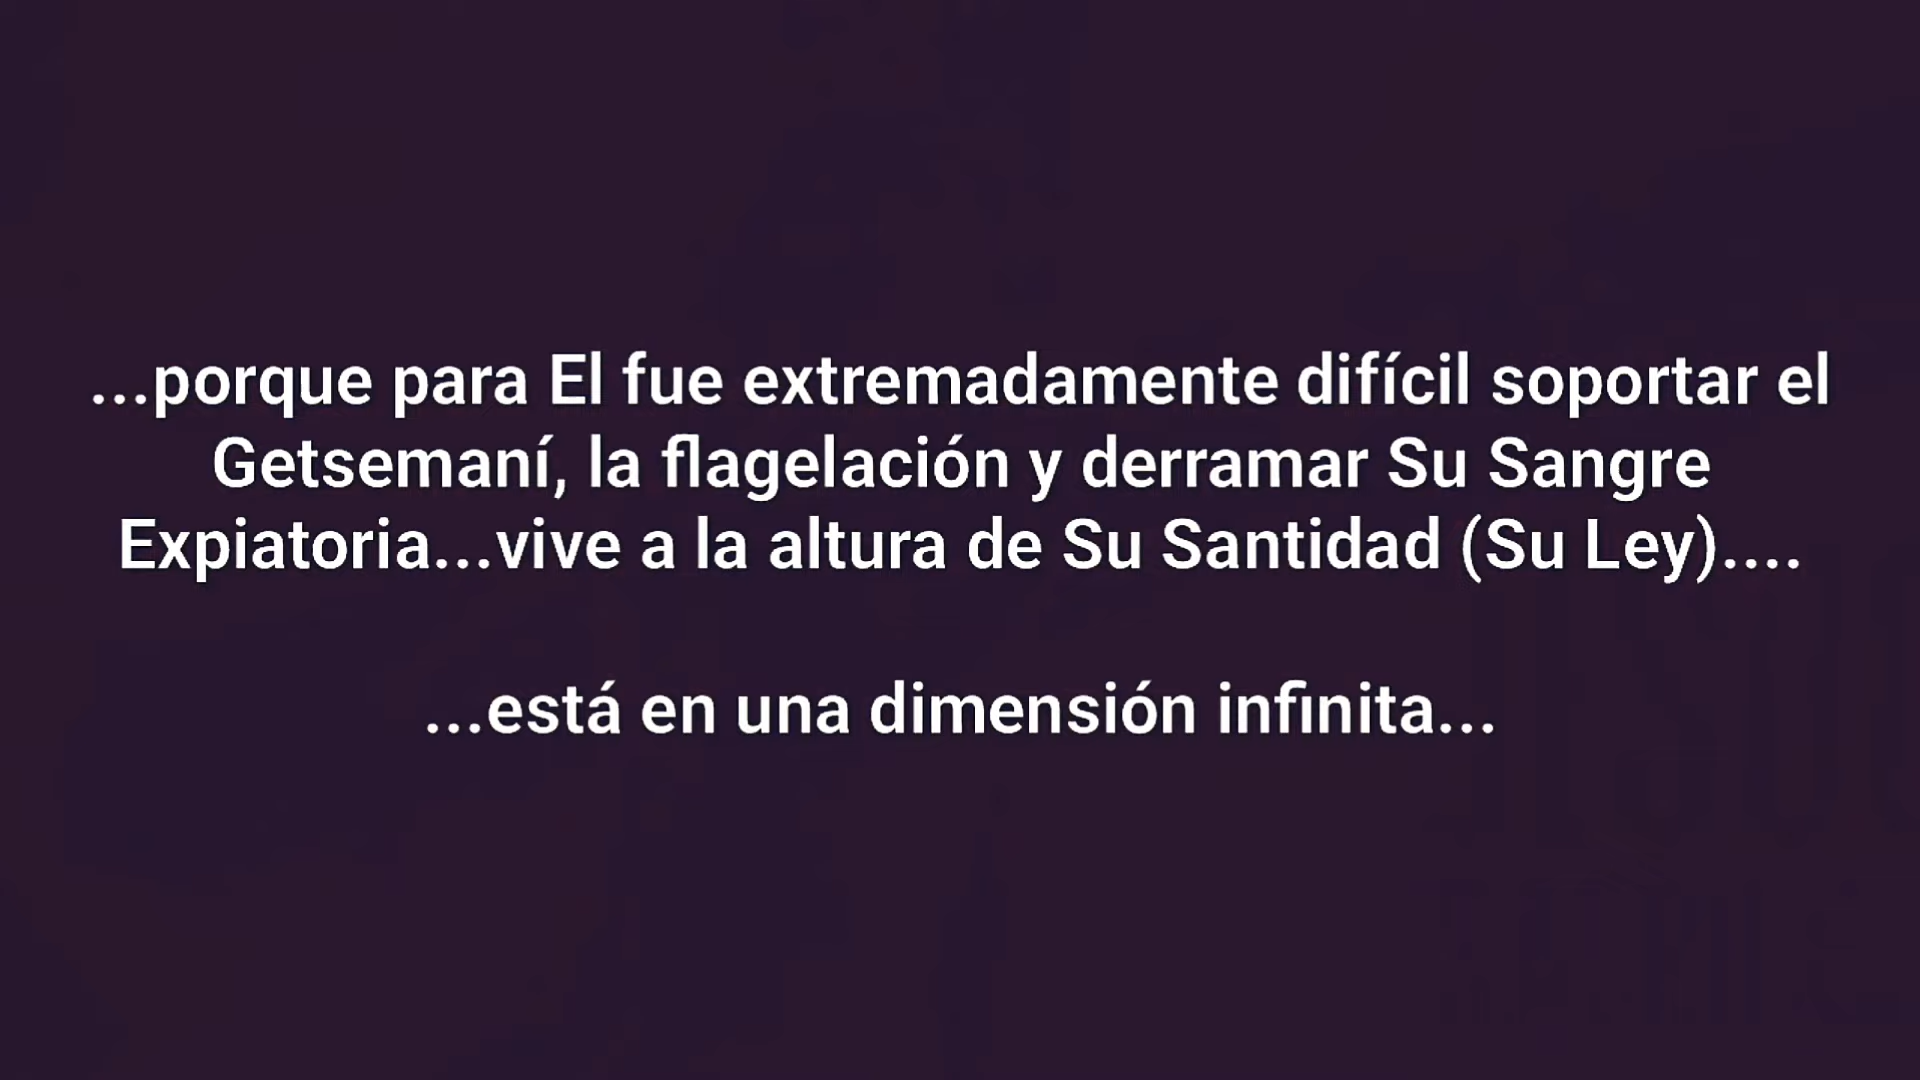 ...porque para El fue extremadamente difícil soportar el
Getsemaní, la flagelación y derramar Su Sangre
Expiatoria...vive a la altura de Su Santidad (Su Ley)....
...está en una dimensión infinita...